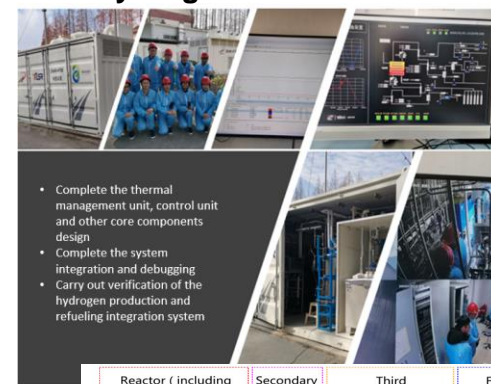 • Complete the thermal
management unit, control unit
and other core components
design
• Complete the system
integration and debugging
• Carry out verification of the
hydrogen production and
refueling integration system
Reactor ( including
Secondary
Third